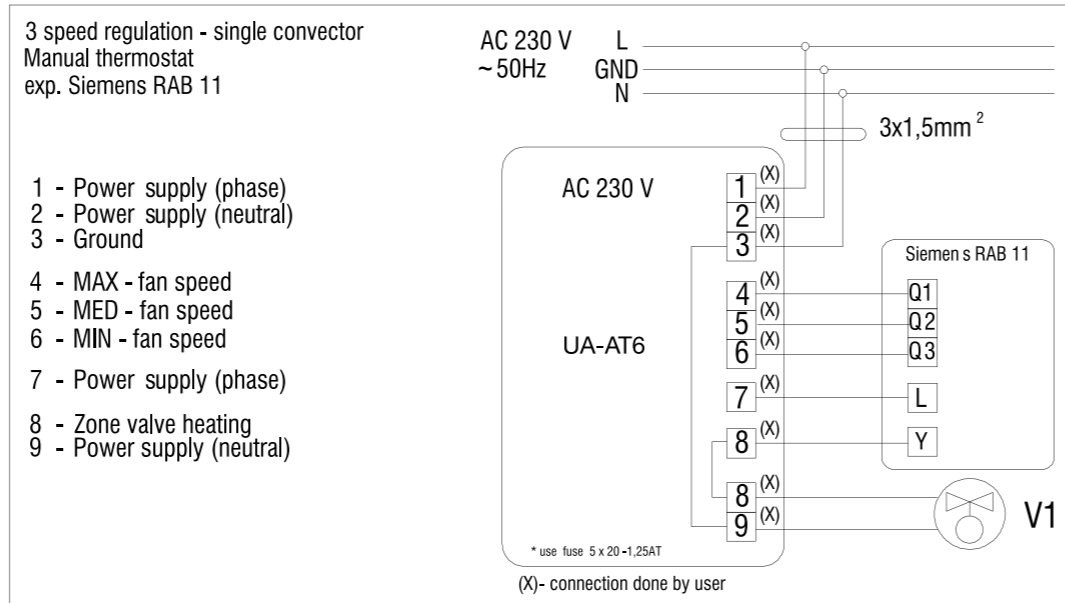 3 speed regulation - single convector
Manual thermostat
exp. Siemens RAB 11
AC 230 V L
~50Hz GND
N
3x1,5mm²
1 - Power supply (phase)
2 - Power supply (neutral)
3 - Ground
4 - MAX - fan speed
5 - MED - fan speed
6 - MIN - fan speed
7 - Power supply (phase)
8 - Zone valve heating
9 - Power supply (neutral)
AC 230 V
UA-AT6
1 (X)
2 (X)
3 (X)
4 (X)
5 (X)
6 (X)
7 (X)
8 (X)
8 (X)
9 (X)
* use fuse 5 x 20 -1,25AT
(X)- connection done by user
Siemen s RAB 11
Q1
Q2
Q3
L
Y
V1